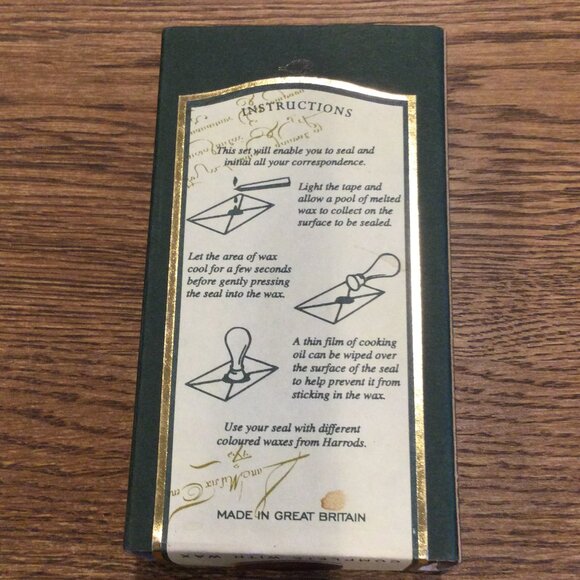 INSTRUCTIONS
This set will enable you to seal and
initial all your correspondence.
Light the tape and
allow a pool of melted
wax to collect on the
surface to be sealed.
Let the area of wax
cool for a few seconds
before gently pressing
the seal into the wax.
A thin film of cooking
oil can be wiped over
the surface of the seal
to help prevent it from
sticking in the wax.
Use your seal with different
coloured waxes from Harrods.
MADE IN GREAT BRITAIN
WITH WAX